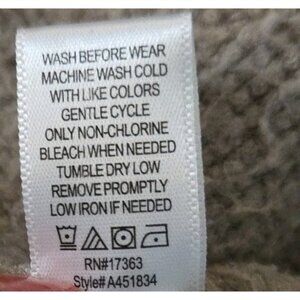 WASH BEFORE WEAR
MACHINE WASH COLD
WITH LIKE COLORS
GENTLE CYCLE
ONLY NON-CHLORINE
BLEACH WHEN NEEDED
TUMBLE DRY LOW
REMOVE PROMPTLY
LOW IRON IF NEEDED
RN#17363
Style# A451834